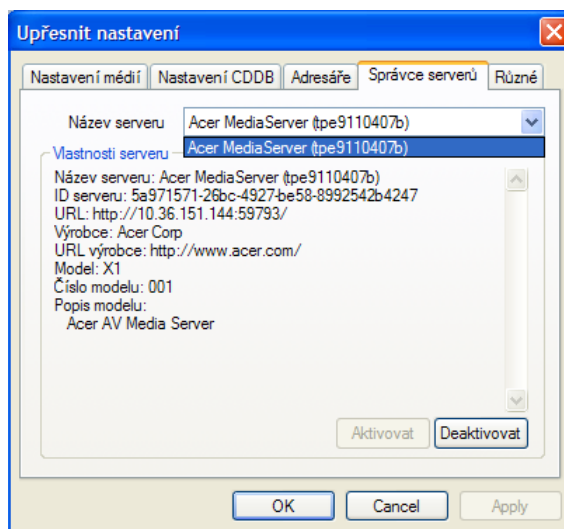 Upřesnit nastavení
Nastavení médií Nastavení CDDB Adresáře Správce serverů Různé
Název serveru Acer MediaServer (tpe9110407b)
Acer MediaServer (tpe9110407b)
Vlastnosti serveru
Název serveru: Acer MediaServer (tpe9110407b)
ID serveru: 5a971571-26bc-4927-be58-8992542b4247
URL: http://10.36.151.144:59793/
Výrobce: Acer Corp
URL výrobce: http://www.acer.com/
Model: X1
Číslo modelu: 001
Popis modelu:
Acer AV Media Server
Aktivovat Deaktivovat
OK Cancel Apply